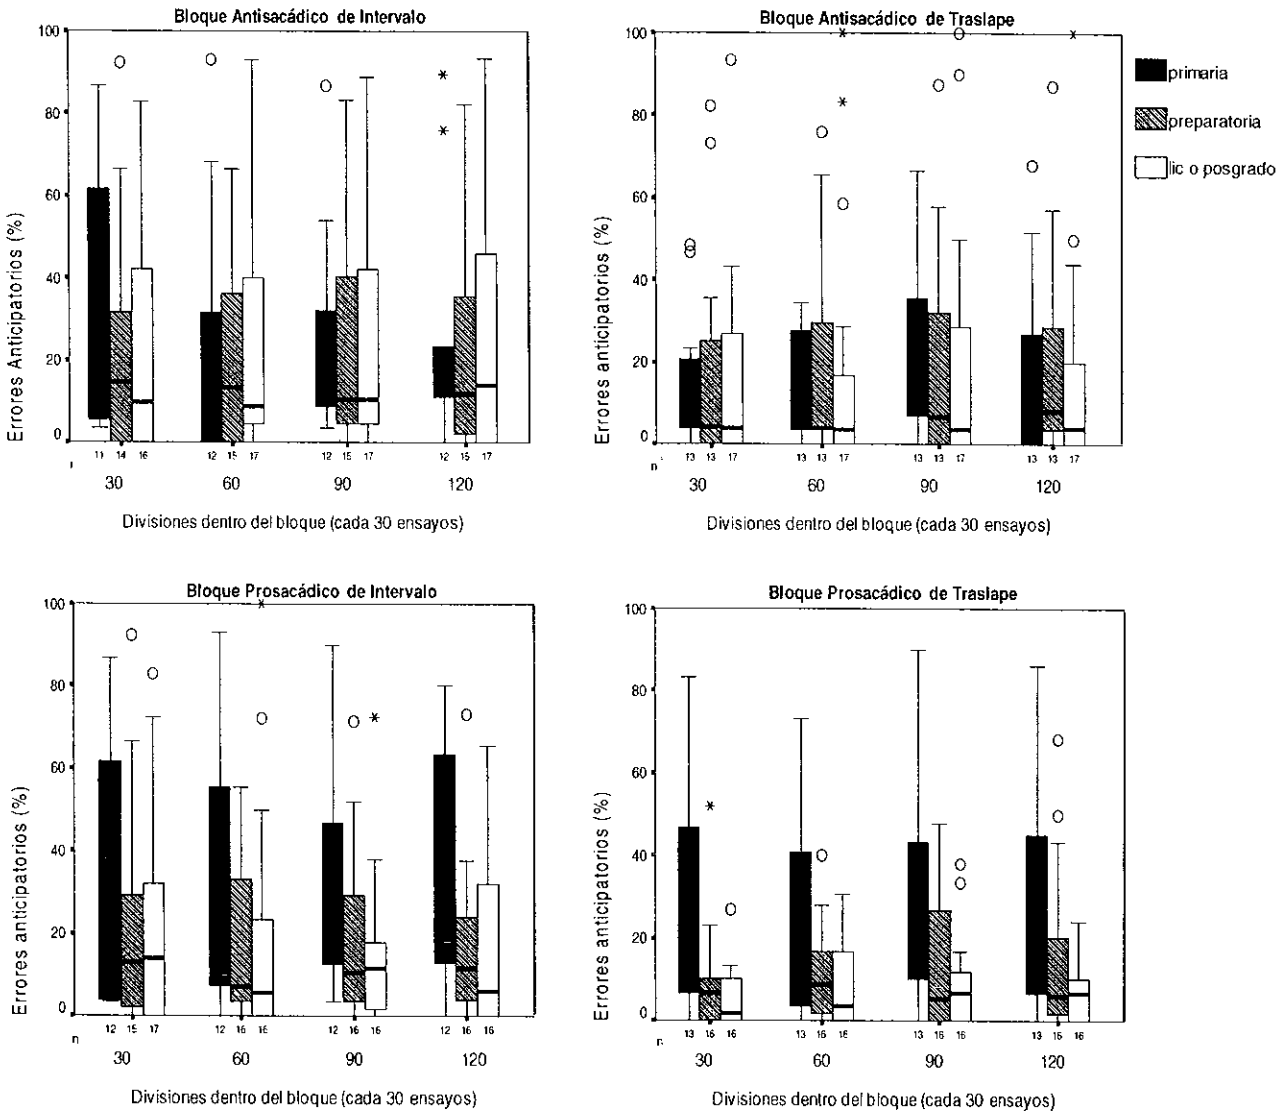 Bloque Antisacádico de Intervalo
Errores Anticipatorios (%)
100
80
60
40
20
0
11 14 16 12 15 17 12 15 17 12 15 17
30 60 90 120
Divisiones dentro del bloque (cada 30 ensayos)
Bloque Antisacádico de Traslape
Errores anticipatorios (%)
100
80
60
40
20
0
n
13 13 17 13 13 17 13 13 17 13 13 17
30 60 90 120
Divisiones dentro del bloque (cada 30 ensayos)
primaria
preparatoria
lic o posgrado
Bloque Prosacádico de Intervalo
Errores anticipatorios (%)
100
80
60
40
20
0
n
12 15 17 12 16 16 12 16 16 12 16 16
30 60 90 120
Divisiones dentro del bloque (cada 30 ensayos)
Bloque Prosacádico de Traslape
Errores anticipatorios (%)
100
80
60
40
20
0
n
13 16 16 13 16 16 13 16 16 13 16 16
30 60 90 120
Divisiones dentro del bloque (cada 30 ensayos)